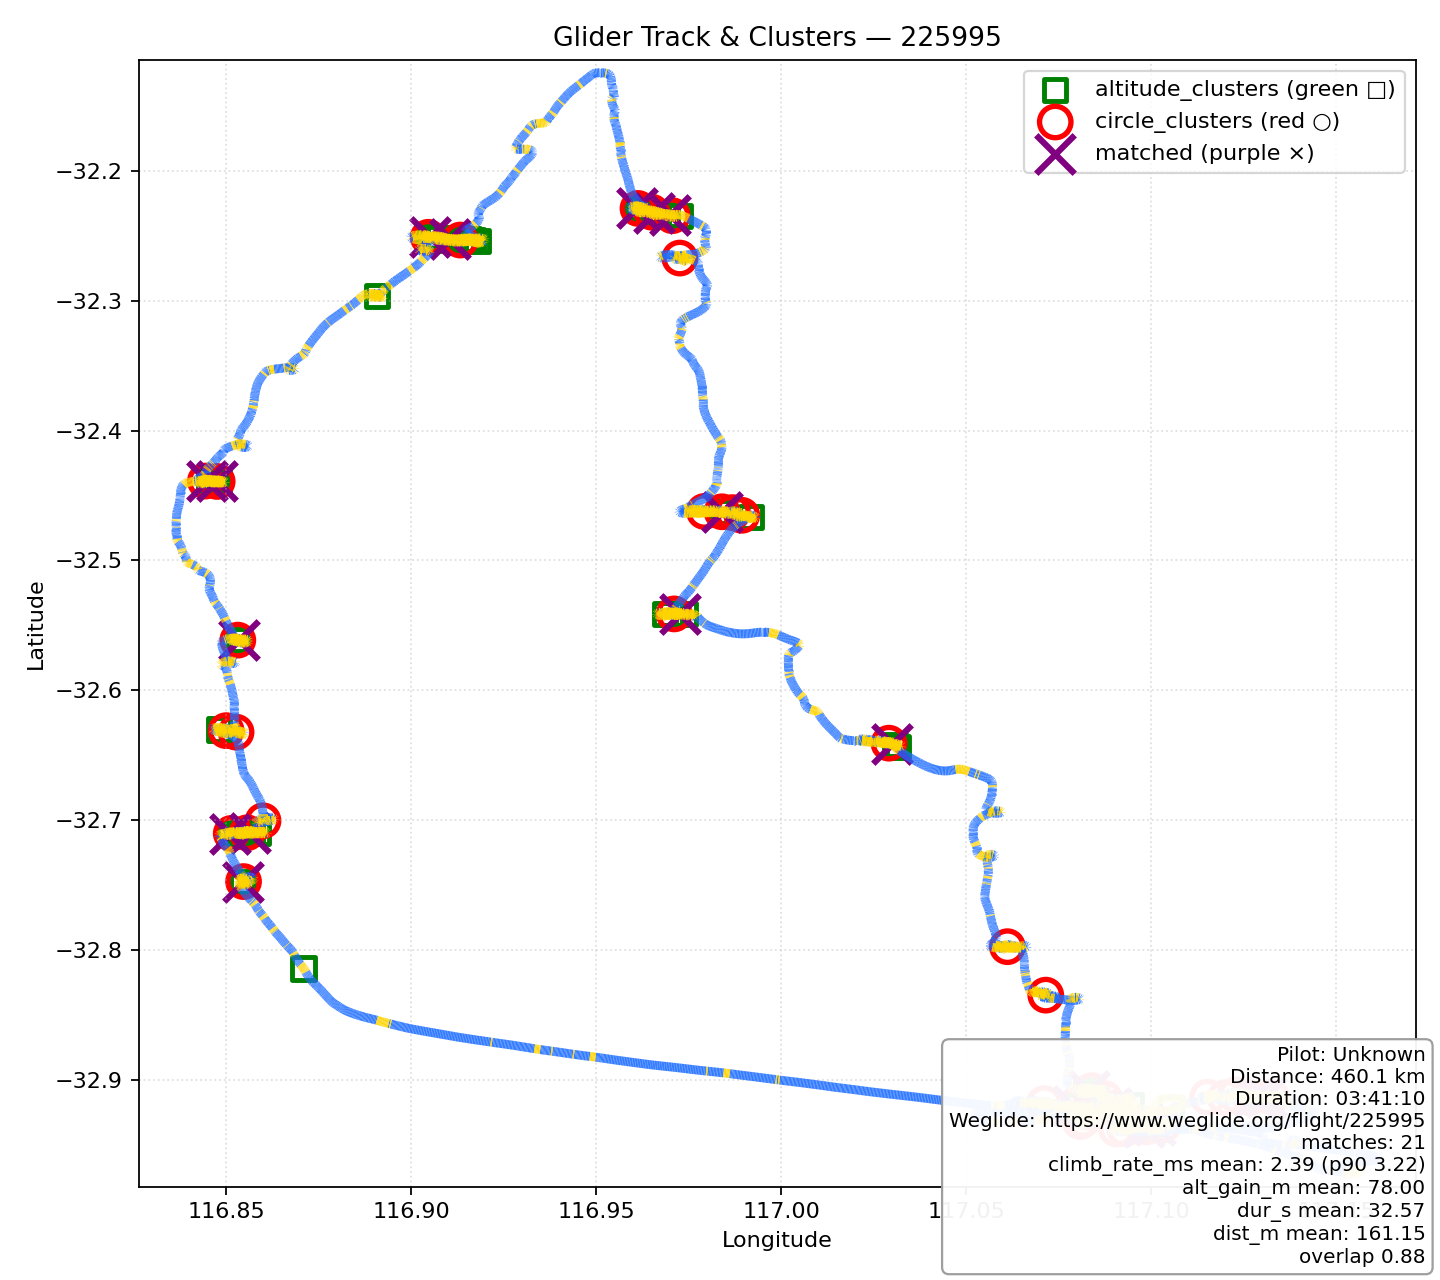 Glider Track & Clusters — 225995
altitude_clusters (green □)
circle_clusters (red ○)
matched (purple ×)
−32.2
−32.3
−32.4
−32.5
−32.6
−32.7
−32.8
−32.9
Latitude
116.85
116.90
116.95
117.00
117.05
117.10
Longitude
Pilot: Unknown
Distance: 460.1 km
Duration: 03:41:10
Weglide: https://www.weglide.org/flight/225995
matches: 21
climb_rate_ms mean: 2.39 (p90 3.22)
alt_gain_m mean: 78.00
dur_s mean: 32.57
dist_m mean: 161.15
overlap 0.88